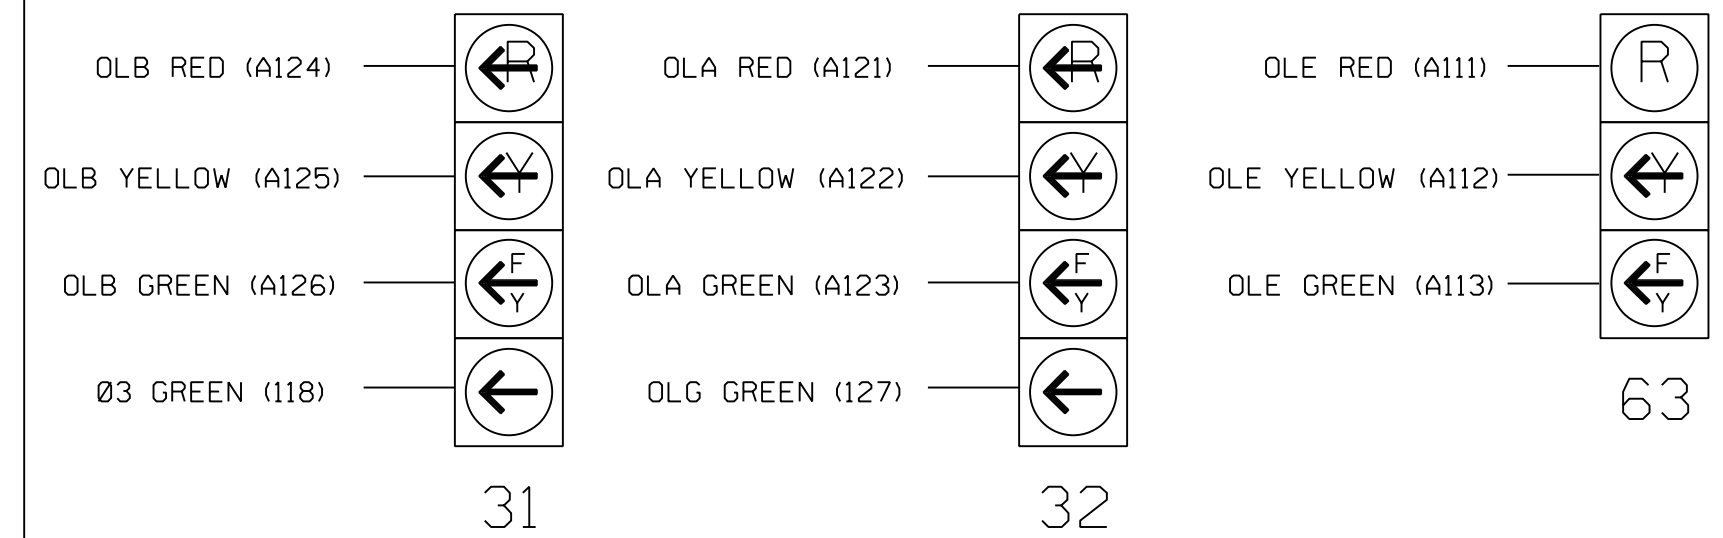 OLB RED (A124)
R
OLB YELLOW (A125)
Y
OLB GREEN (A126)
F
Y
Ø3 GREEN (118)
31
OLA RED (A121)
R
OLA YELLOW (A122)
Y
OLA GREEN (A123)
F
Y
OLG GREEN (127)
32
OLE RED (A111)
R
OLE YELLOW (A112)
Y
OLE GREEN (A113)
F
Y
63